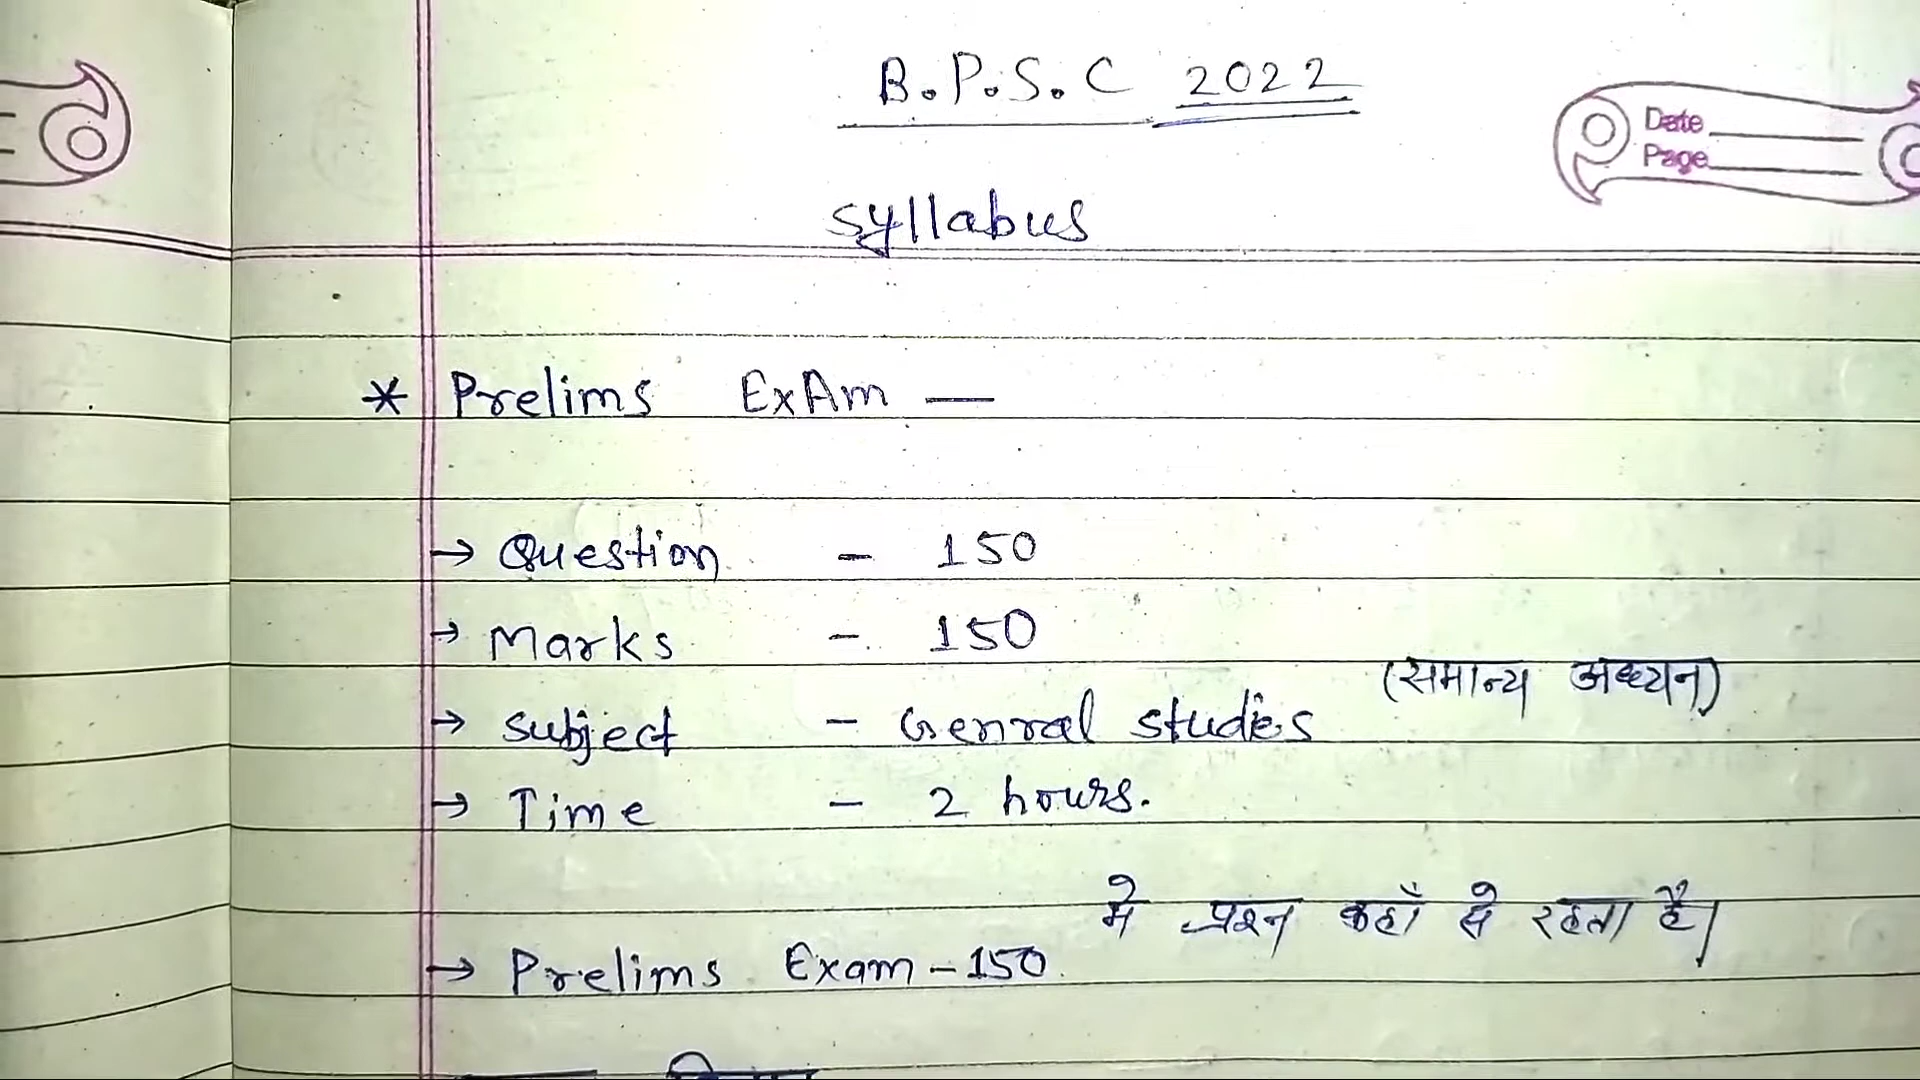 B.P.S.C 2022
Date
Page
syllabus
* Prelims ExAm —
→ Question - 150
→ Marks - 150
(समान्य अध्यन)
→ subject - Genral studies
→ Time - 2 hours.
मे प्रश्न कहाँ से रहता है।
→ Prelims Exam - 150